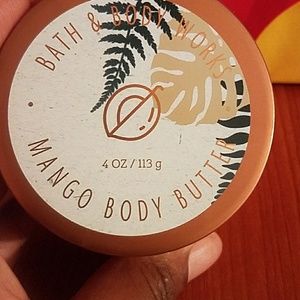 BATH & BODY WORKS
4 OZ / 113 g
MANGO BODY BUTTER